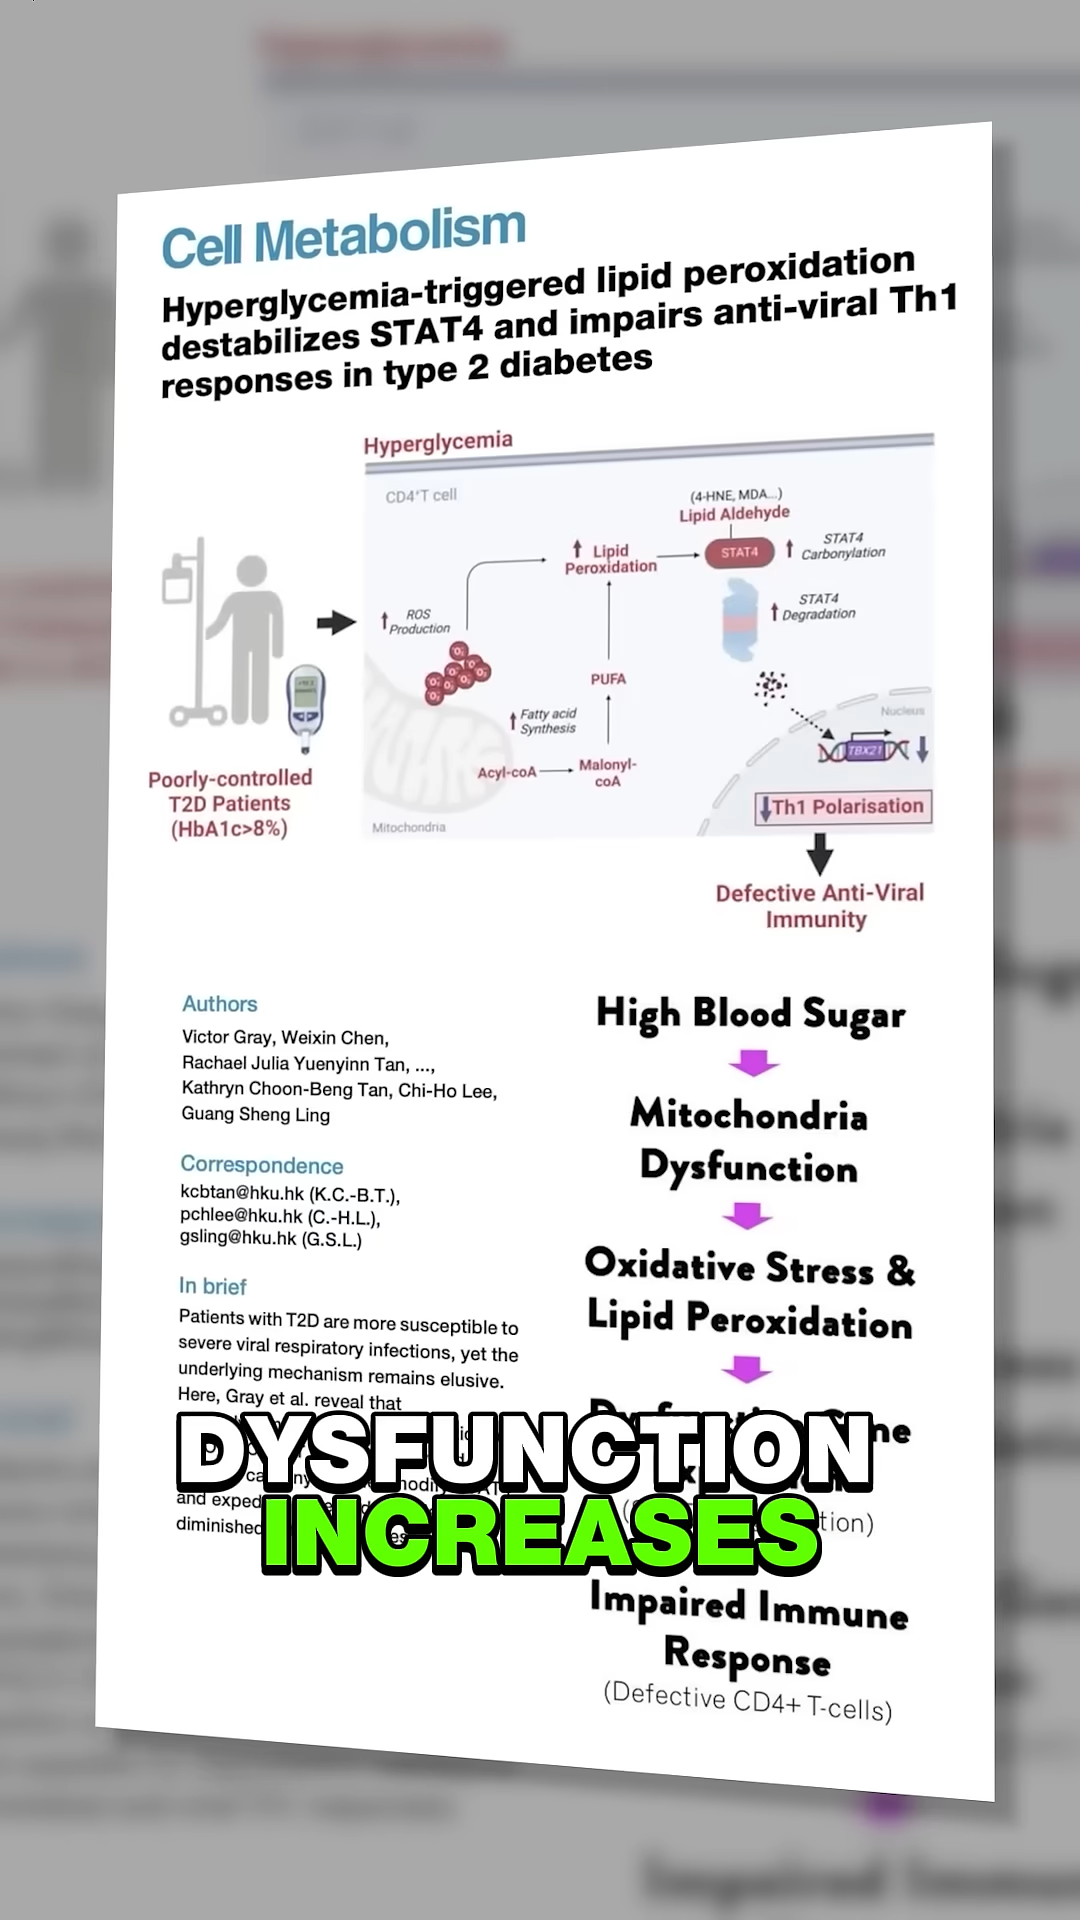 Cell Metabolism
Hyperglycemia-triggered lipid peroxidation
destabilizes STAT4 and impairs anti-viral Th1
responses in type 2 diabetes
Hyperglycemia
CD4+T cell
(4-HNE, MDA...)
Lipid Aldehyde
STAT4
STAT4
Carbonylation
Lipid
Peroxidation
STAT4
Degradation
ROS
Production
PUFA
Nucleus
Fatty acid
Synthesis
TBX21
Acyl-coA
Malonyl-
coA
Th1 Polarisation
Mitochondria
Poorly-controlled
T2D Patients
(HbA1c>8%)
Defective Anti-Viral
Immunity
Authors
Victor Gray, Weixin Chen,
Rachael Julia Yuenyinn Tan, ...,
Kathryn Choon-Beng Tan, Chi-Ho Lee,
Guang Sheng Ling
Correspondence
kcbtan@hku.hk (K.C.-B.T.),
pchlee@hku.hk (C.-H.L.),
gsling@hku.hk (G.S.L.)
In brief
Patients with T2D are more susceptible to
severe viral respiratory infections, yet the
underlying mechanism remains elusive.
Here, Gray et al. reveal that
and
diminished
High Blood Sugar
Mitochondria
Dysfunction
Oxidative Stress &
Lipid Peroxidation
Impaired Immune
Response
(Defective CD4+ T-cells)
DYSFUNCTION
INCREASES